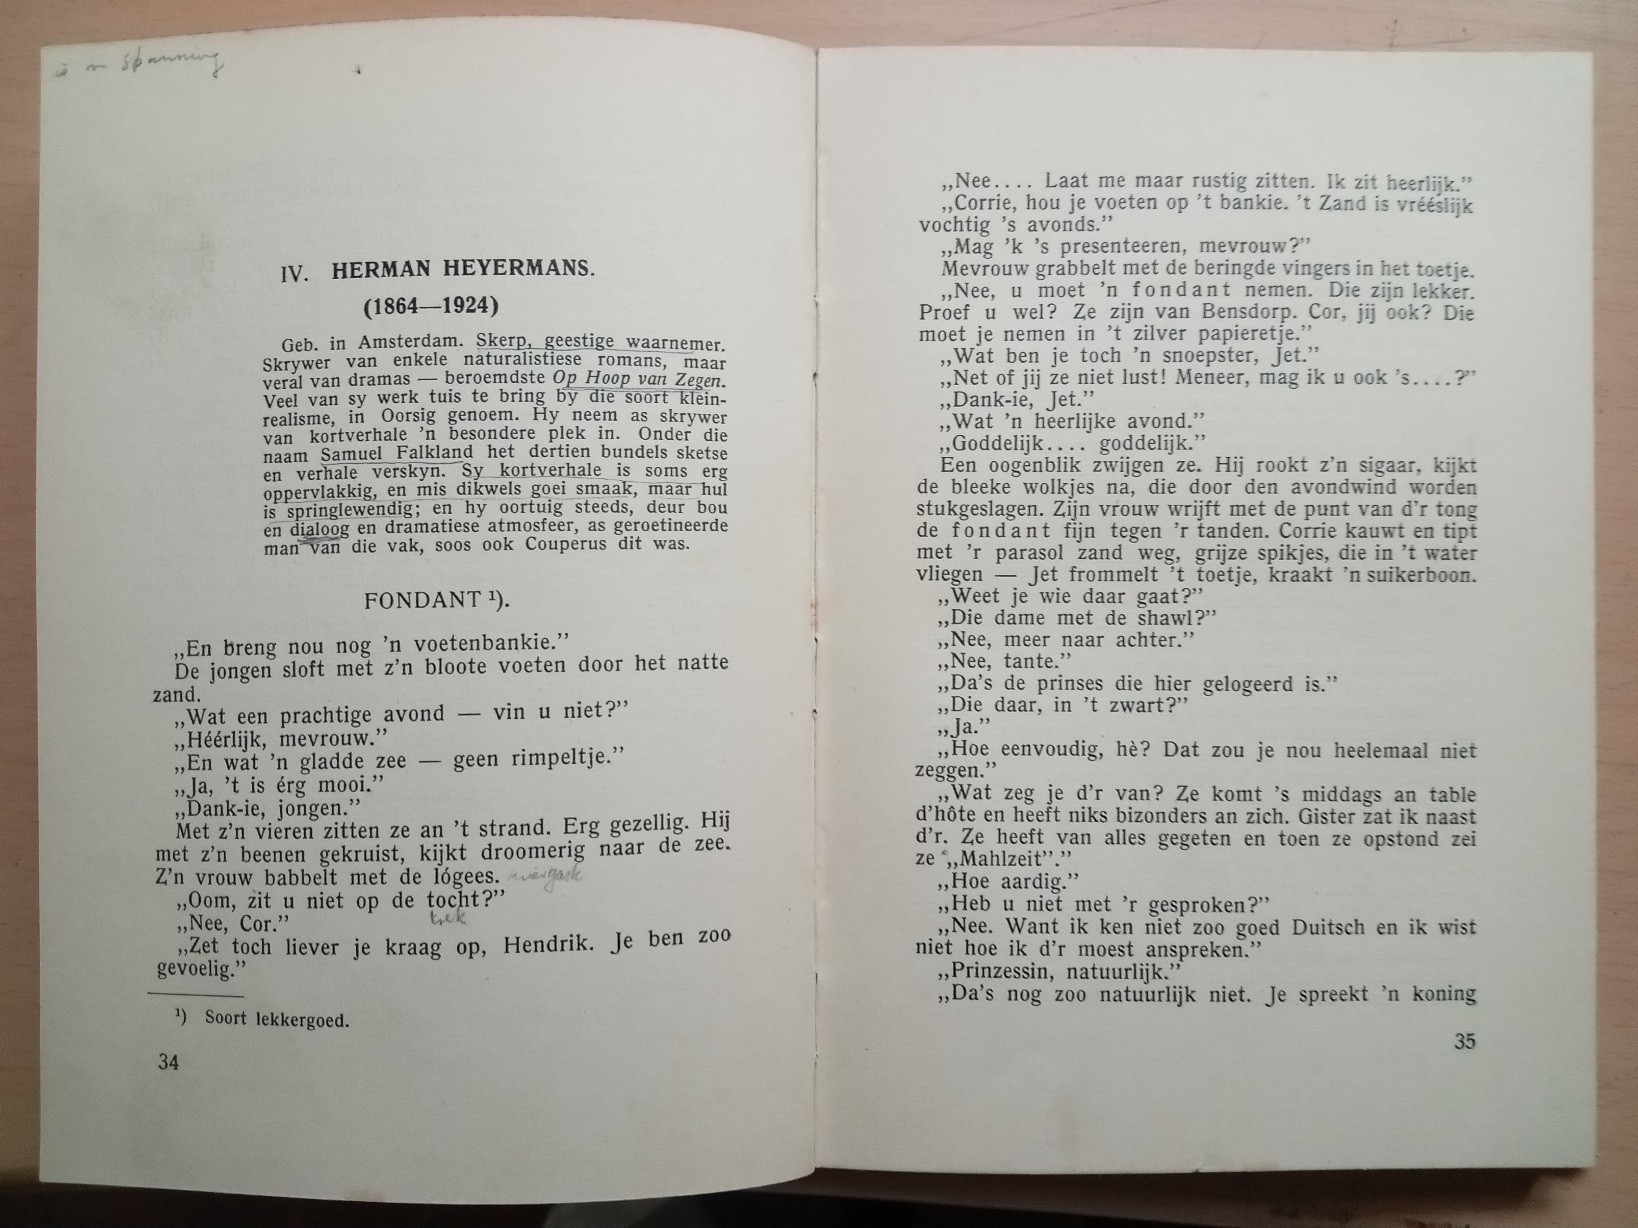 is 'n spanning
IV. HERMAN HEYERMANS.
(1864—1924)
Geb. in Amsterdam. Skerp, geestige waarnemer.
Skrywer van enkele naturalistiese romans, maar
veral van dramas — beroemdste Op Hoop van Zegen.
Veel van sy werk tuis te bring by die soort klein-
realisme, in Oorsig genoem. Hy neem as skrywer
van kortverhale 'n besondere plek in. Onder die
naam Samuel Falkland het dertien bundels sketse
en verhale verskyn. Sy kortverhale is soms erg
oppervlakkig, en mis dikwels goei smaak, maar hul
is springlewendig; en hy oortuig steeds, deur bou
en dialoog en dramatiese atmosfeer, as geroetineerde
man van die vak, soos ook Couperus dit was.
FONDANT ¹).
„En breng nou nog 'n voetenbankie.”
De jongen sloft met z'n bloote voeten door het natte
zand.
„Wat een prachtige avond — vin u niet?”
„Héérlijk, mevrouw.”
„En wat 'n gladde zee — geen rimpeltje.”
„Ja, 't is érg mooi.”
„Dank-ie, jongen.”
Met z'n vieren zitten ze an 't strand. Erg gezellig. Hij
met z'n beenen gekruist, kijkt droomerig naar de zee.
Z'n vrouw babbelt met de lógees.
„Oom, zit u niet op de tocht?”
trek
„Nee, Cor.”
„Zet toch liever je kraag op, Hendrik. Je ben zoo
gevoelig.”
¹) Soort lekkergoed.
34
„Nee.... Laat me maar rustig zitten. Ik zit heerlijk.”
„Corrie, hou je voeten op 't bankie. 't Zand is vrééslijk
vochtig 's avonds.”
„Mag 'k 's presenteeren, mevrouw?”
Mevrouw grabbelt met de beringde vingers in het toetje.
„Nee, u moet 'n fondant nemen. Die zijn lekker.
Proef u wel? Ze zijn van Bensdorp. Cor, jij ook? Die
moet je nemen in 't zilver papieretje.”
„Wat ben je toch 'n snoepster, Jet.”
„Net of jij ze niet lust! Meneer, mag ik u ook 's....?”
„Dank-ie, Jet.”
„Wat 'n heerlijke avond.”
„Goddelijk.... goddelijk.”
Een oogenblik zwijgen ze. Hij rookt z'n sigaar, kijkt
de bleeke wolkjes na, die door den avondwind worden
stukgeslagen. Zijn vrouw wrijft met de punt van d'r tong
de fondant fijn tegen 'r tanden. Corrie kauwt en tipt
met 'r parasol zand weg, grijze spikjes, die in 't water
vliegen — Jet frommelt 't toetje, kraakt 'n suikerboon.
„Weet je wie daar gaat?”
„Die dame met de shawl?”
„Nee, meer naar achter.”
„Nee, tante.”
„Da's de prinses die hier gelogeerd is.”
„Die daar, in 't zwart?”
„Ja.”
„Hoe eenvoudig, hè? Dat zou je nou heelemaal niet
zeggen.”
„Wat zeg je d'r van? Ze komt 's middags an table
d'hôte en heeft niks bizonders an zich. Gister zat ik naast
d'r. Ze heeft van alles gegeten en toen ze opstond zei
ze „Mahlzeit”.”
„Hoe aardig.”
„Heb u niet met 'r gesproken?”
„Nee. Want ik ken niet zoo goed Duitsch en ik wist
niet hoe ik d'r moest anspreken.”
„Prinzessin, natuurlijk.”
„Da's nog zoo natuurlijk niet. Je spreekt 'n koning
35